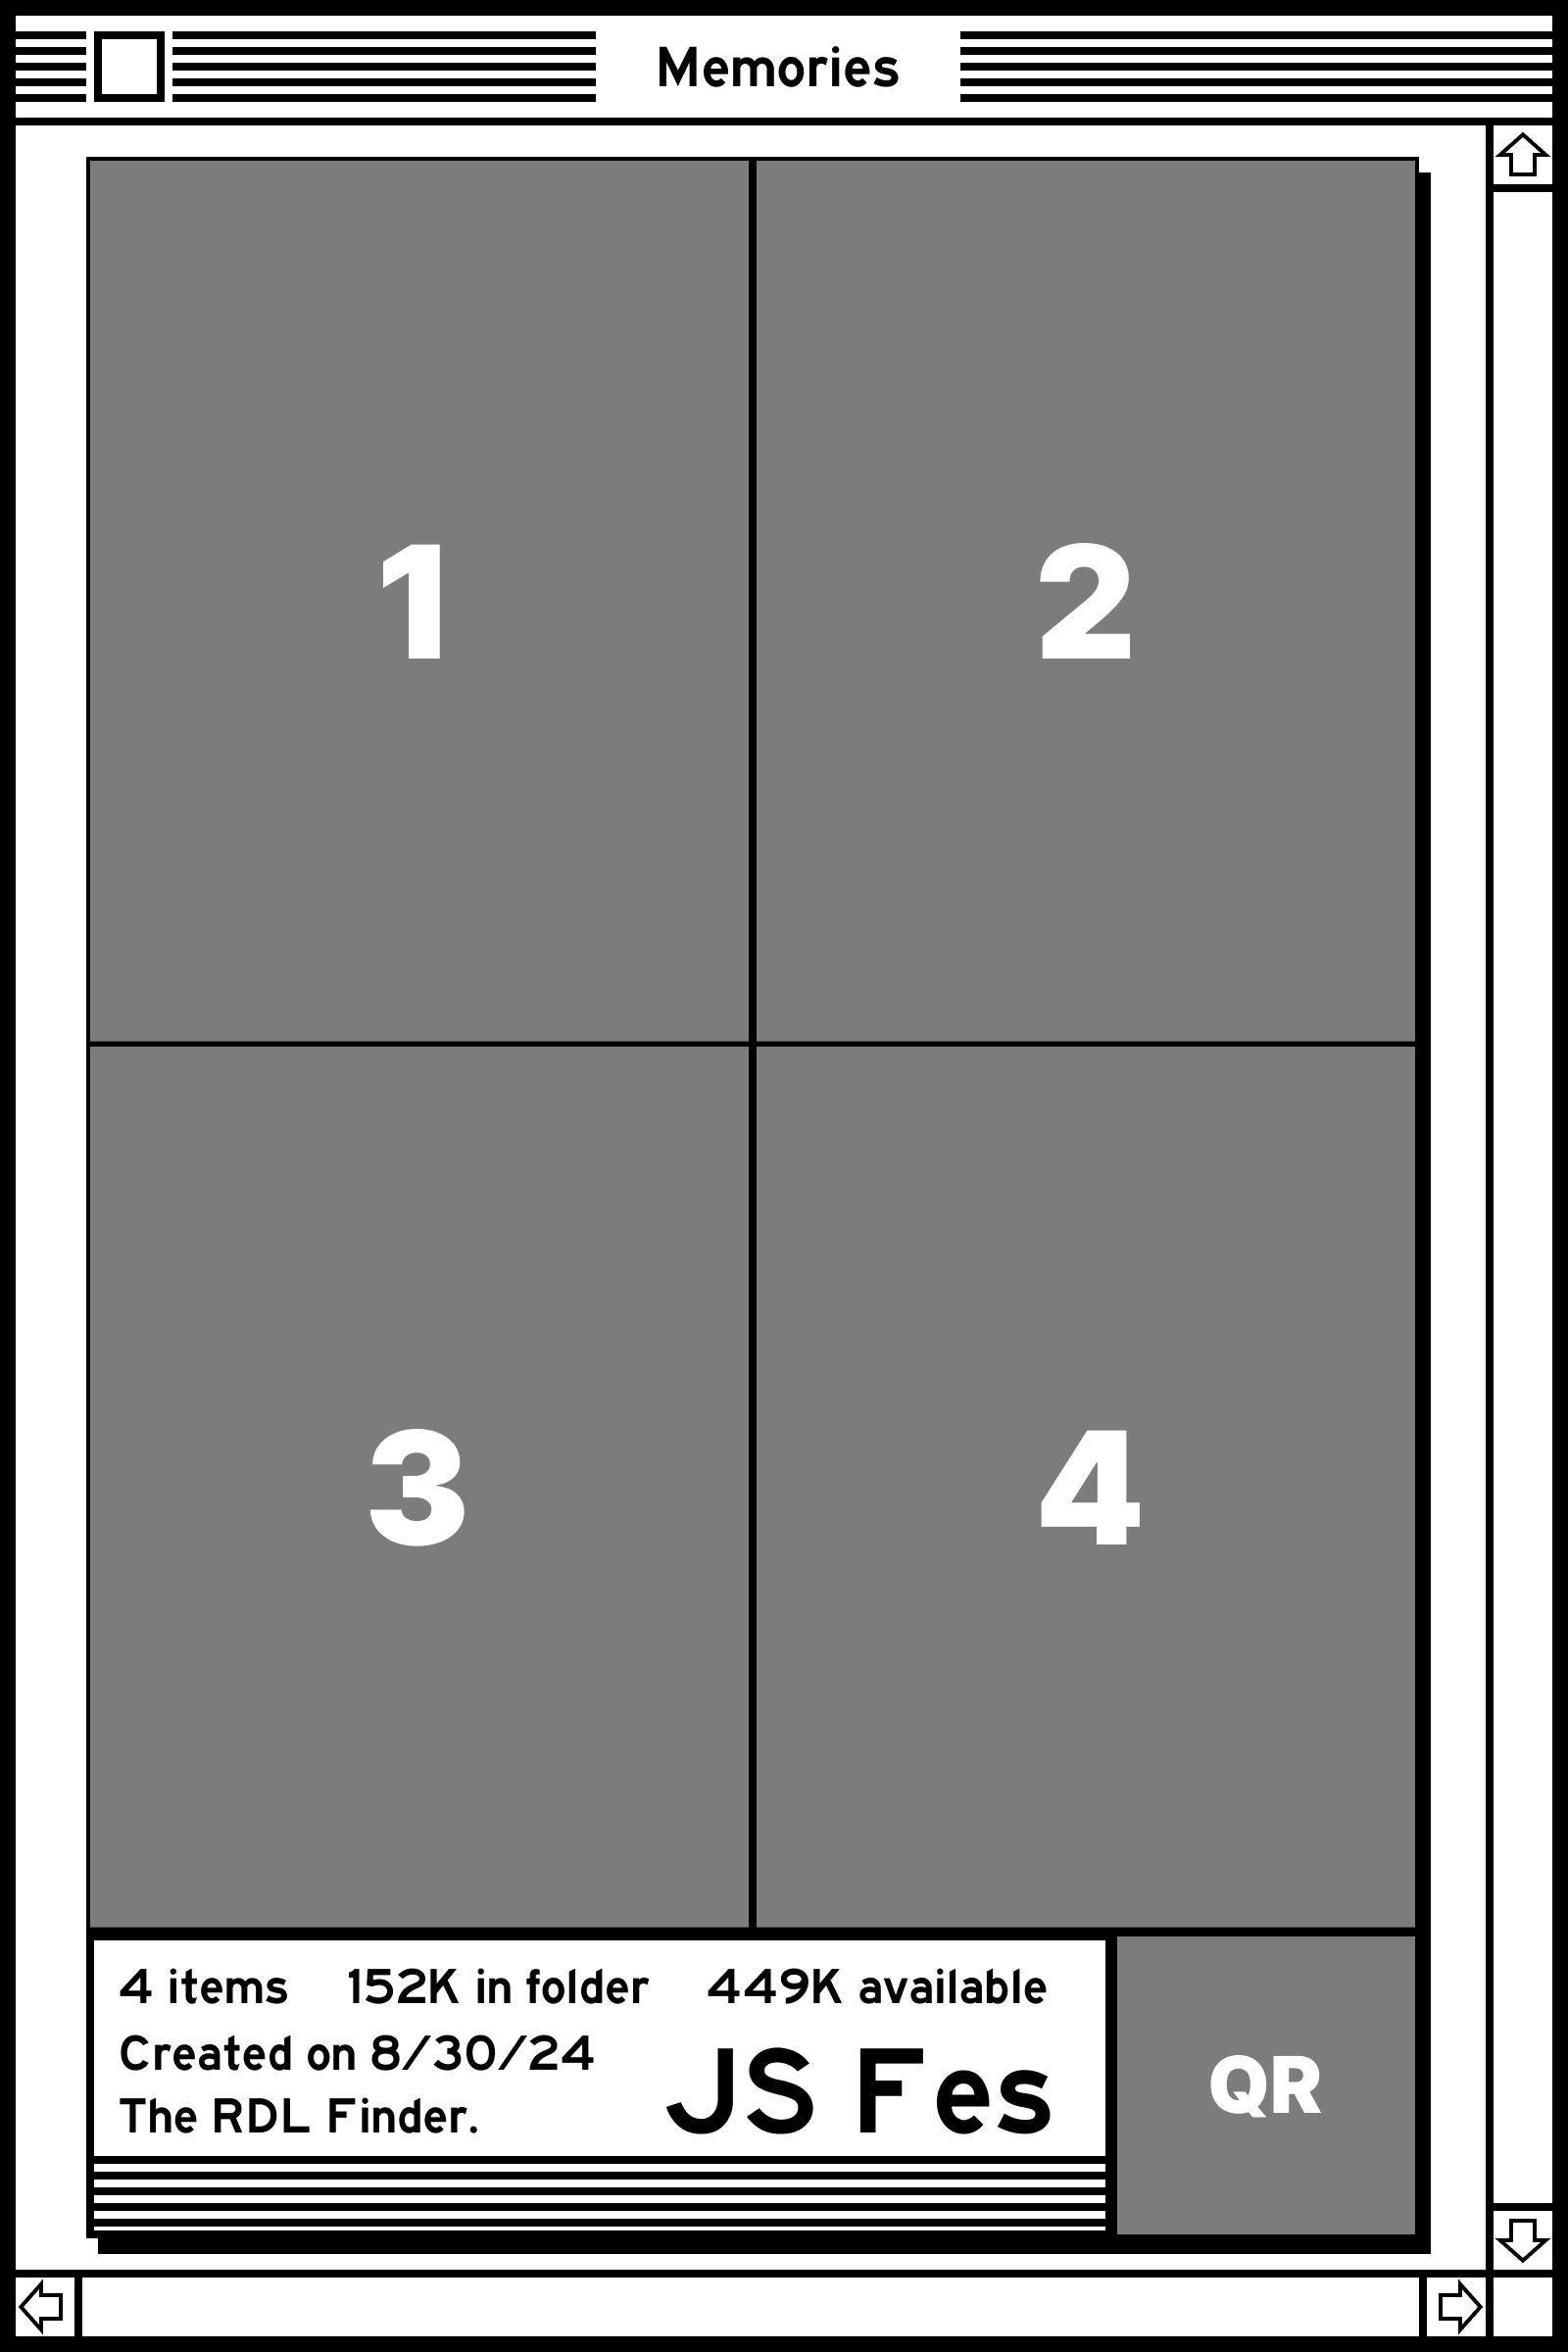 Memories
1
2
3
4
4 items 152K in folder 449K available
Created on 8/30/24
The RDL Finder.
JS Fes
QR